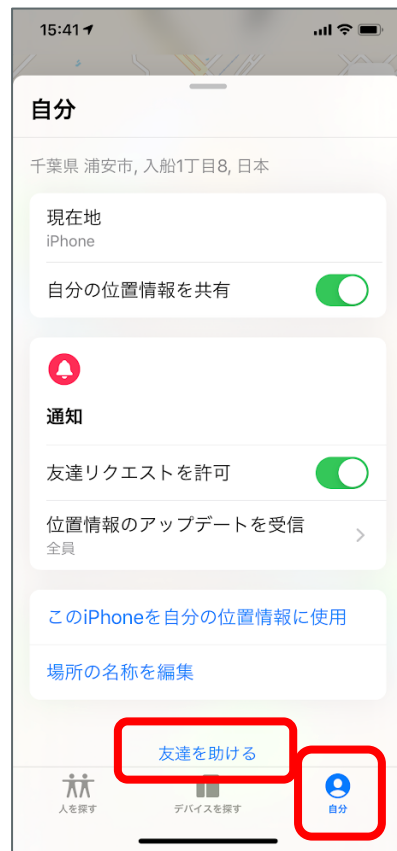 15:41
自分
千葉県 浦安市, 入船1丁目8, 日本
現在地
iPhone
自分の位置情報を共有
通知
友達リクエストを許可
位置情報のアップデートを受信
全員
このiPhoneを自分の位置情報に使用
場所の名称を編集
友達を助ける
人を探す
デバイスを探す
自分